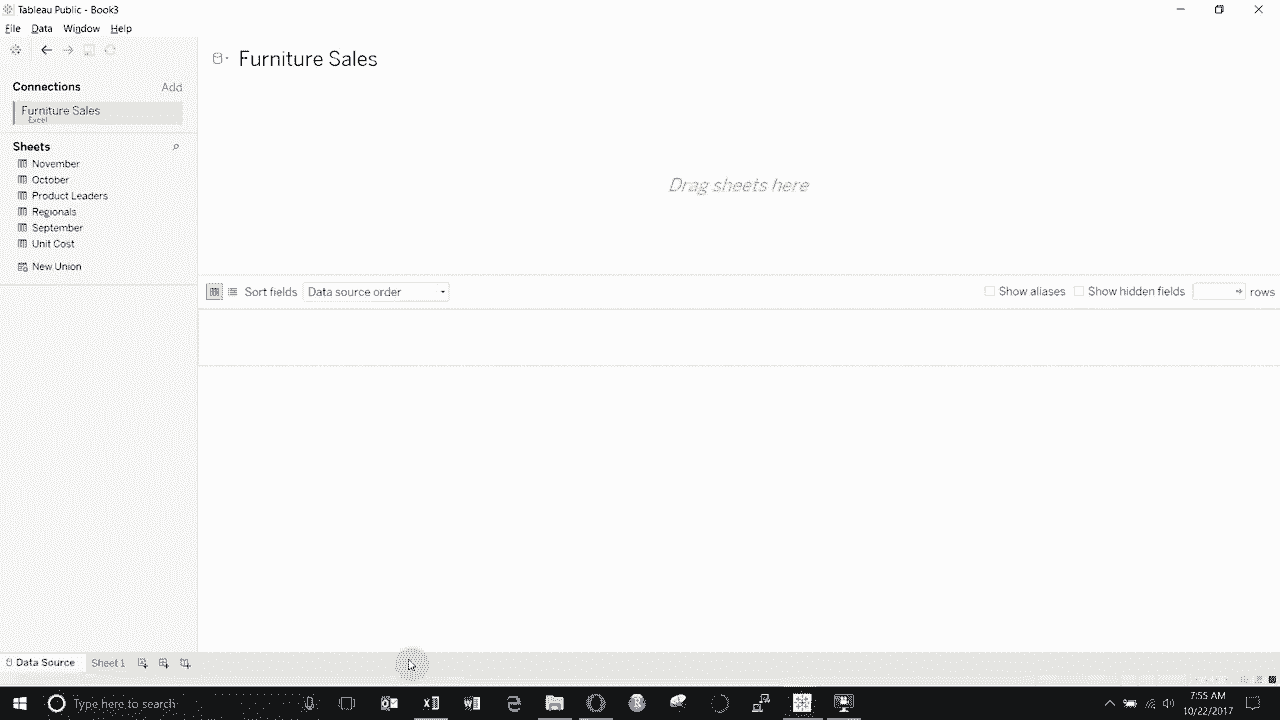 Tableau Public - Book3
File Data Window Help
Connections Add
Furniture Sales
Excel
Sheets
November
October
Product Leaders
Regionals
September
Unit Cost
New Union
Furniture Sales
Drag sheets here
Sort fields Data source order
Show aliases Show hidden fields rows
Data Source Sheet 1
Type here to search
7:55 AM
10/22/2017